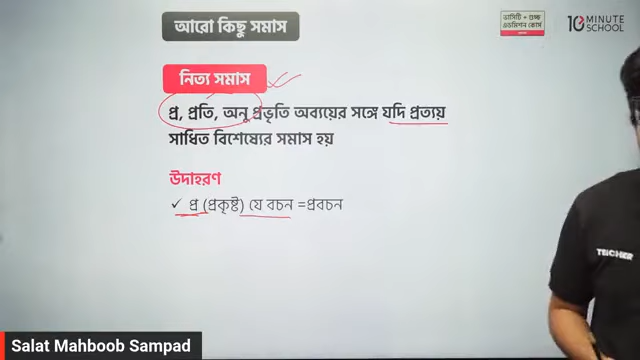 আরো কিছু সমাস
ভার্সিটি + গুচ্ছ
এডমিশন কোর্স
10 MINUTE
SCHOOL
নিত্য সমাস
প্র, প্রতি, অনু প্রভৃতি অব্যয়ের সঙ্গে যদি প্রত্যয়
সাধিত বিশেষ্যের সমাস হয়
উদাহরণ
✓ প্র (প্রকৃষ্ট) যে বচন =প্রবচন
TEACHER
Salat Mahboob Sampad